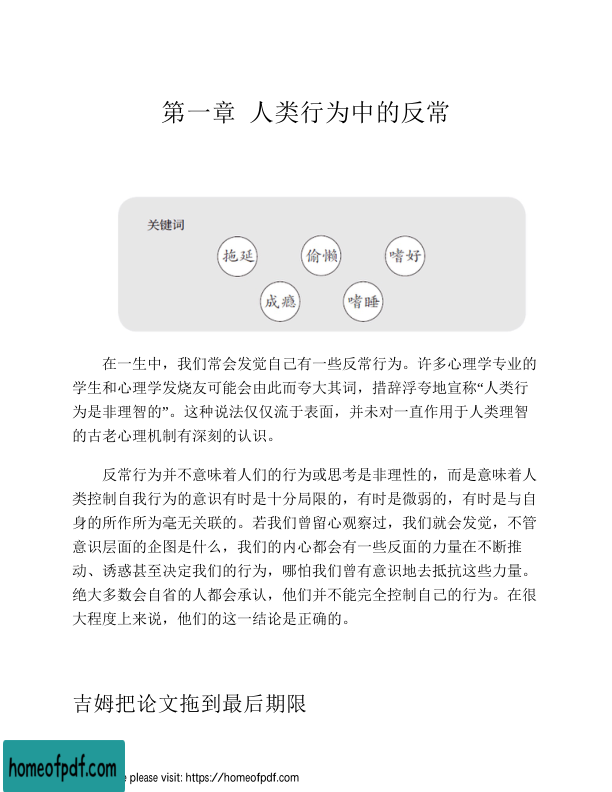 第一章 人类行为中的反常
关键词
拖延 偷懒 嗜好
成瘾 嗜睡
在一生中，我们常会发觉自己有一些反常行为。许多心理学专业的
学生和心理学发烧友可能会由此而夸大其词，措辞浮夸地宣称“人类行
为是非理智的”。这种说法仅仅流于表面，并未对一直作用于人类理智
的古老心理机制有深刻的认识。
反常行为并不意味着人们的行为或思考是非理性的，而是意味着人
类控制自我行为的意识有时是十分局限的，有时是微弱的，有时是与自
身的所作所为毫无关联的。若我们曾留心观察过，我们就会发觉，不管
意识层面的企图是什么，我们的内心都会有一些反面的力量在不断推
动、诱惑甚至决定我们的行为，哪怕我们曾有意识地去抵抗这些力量。
绝大多数会自省的人都会承认，他们并不能完全控制自己的行为。在很
大程度上来说，他们的这一结论是正确的。
吉姆把论文拖到最后期限
homeofpdf.com
e please visit: https://homeofpdf.com